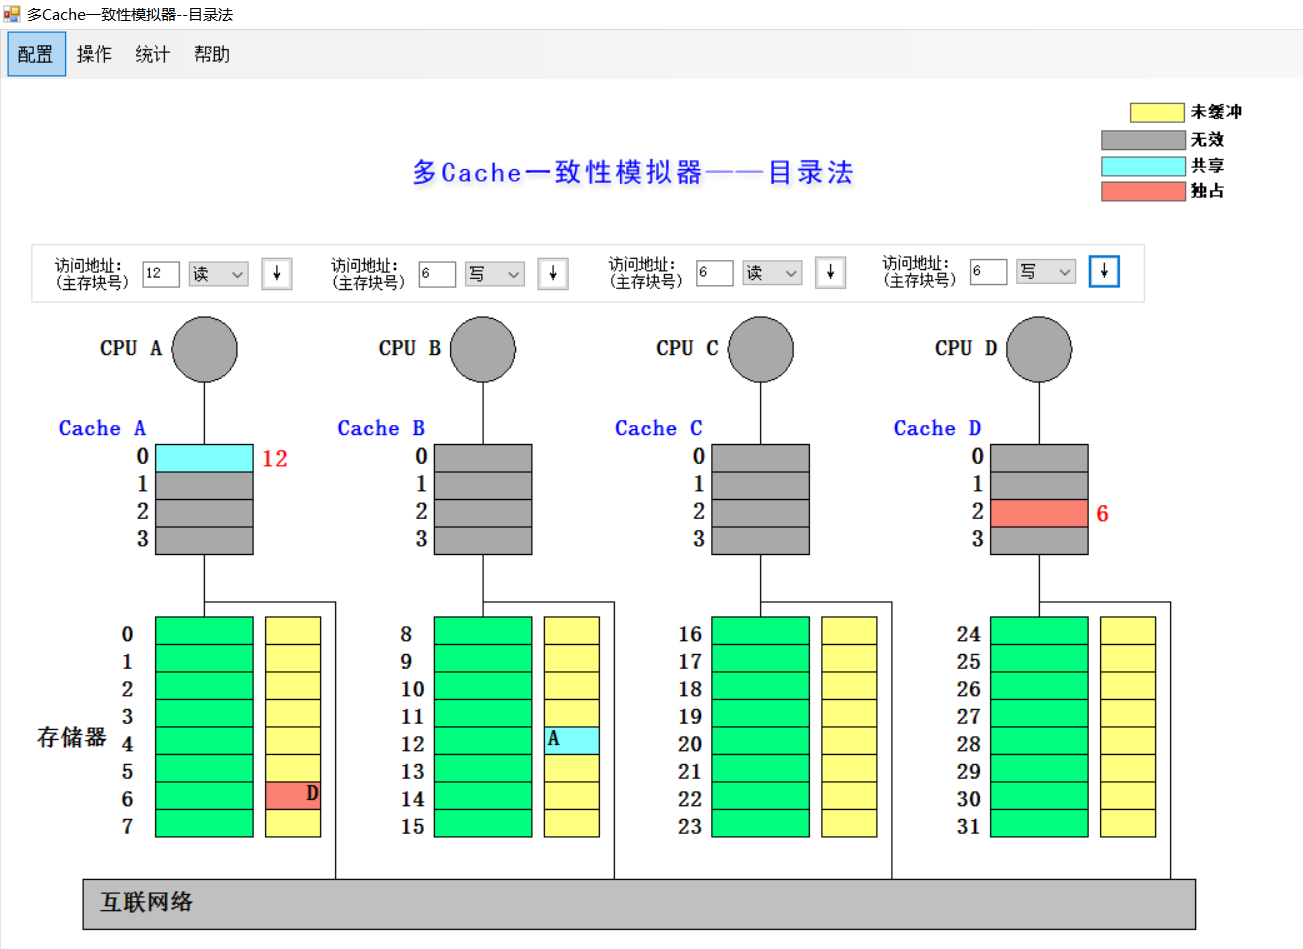 多Cache一致性模拟器--目录法
配置 操作 统计 帮助
未缓冲
无效
共享
独占
多Cache一致性模拟器——目录法
访问地址:
(主存块号) 12 读 ↓
访问地址:
(主存块号) 6 写 ↓
访问地址:
(主存块号) 6 读 ↓
访问地址:
(主存块号) 6 写 ↓
CPU A CPU B CPU C CPU D
Cache A Cache B Cache C Cache D
0 12 0 0 0
1 1 1 1
2 2 2 2 6
3 3 3 3
0 8 16 24
1 9 17 25
2 10 18 26
3 11 19 27
存储器 4 12 A 20 28
5 13 21 29
6 D 14 22 30
7 15 23 31
互联网络